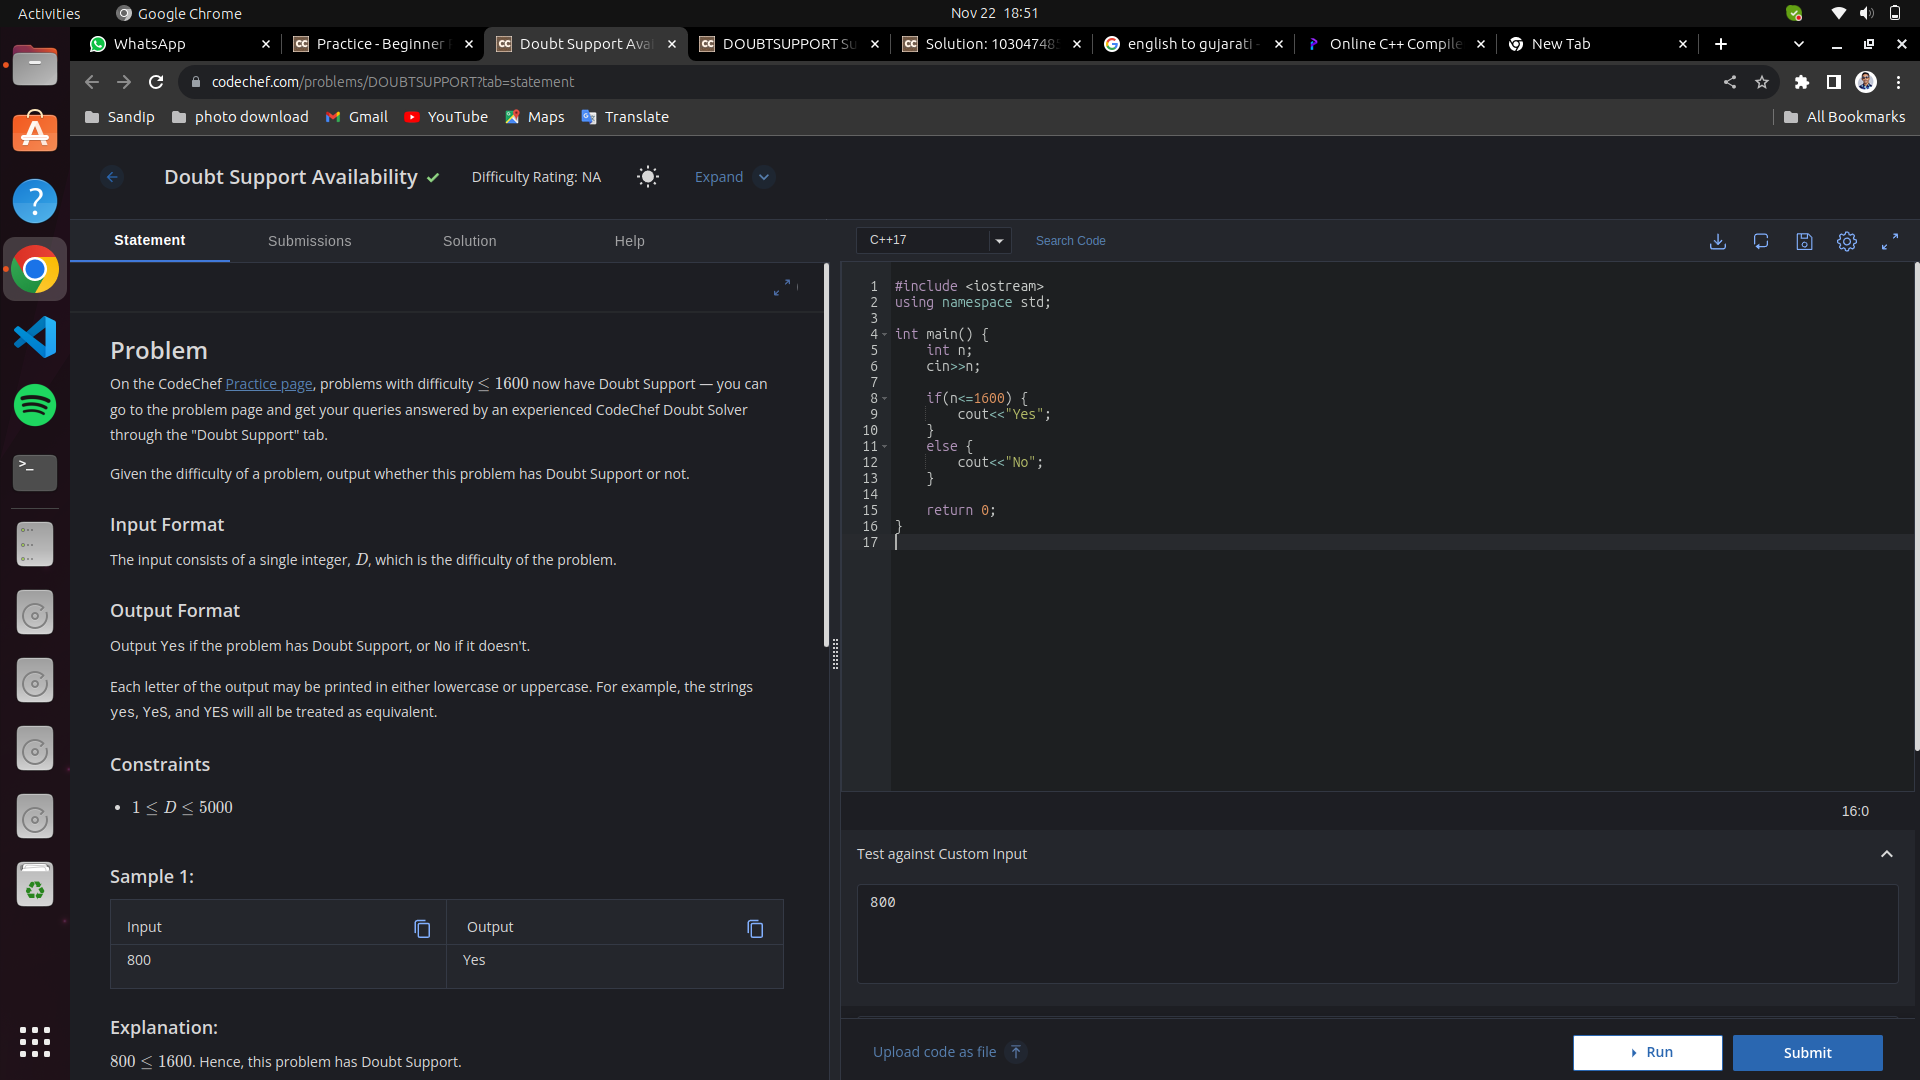 Activities Google Chrome Nov 22 18:51
WhatsApp Practice - Beginner Doubt Support Ava DOUBTSUPPORT Su Solution: 10304748 english to gujarati - Online C++ Compile New Tab
codechef.com/problems/DOUBTSUPPORT?tab=statement
Sandip photo download Gmail YouTube Maps Translate All Bookmarks
Doubt Support Availability Difficulty Rating: NA Expand
Statement Submissions Solution Help
Problem
On the CodeChef Practice page, problems with difficulty ≤ 1600 now have Doubt Support — you can
go to the problem page and get your queries answered by an experienced CodeChef Doubt Solver
through the "Doubt Support" tab.
Given the difficulty of a problem, output whether this problem has Doubt Support or not.
Input Format
The input consists of a single integer, D, which is the difficulty of the problem.
Output Format
Output Yes if the problem has Doubt Support, or No if it doesn't.
Each letter of the output may be printed in either lowercase or uppercase. For example, the strings
yes, YeS, and YES will all be treated as equivalent.
Constraints
• 1 ≤ D ≤ 5000
Sample 1:
Input Output
800 Yes
Explanation:
800 ≤ 1600. Hence, this problem has Doubt Support.
C++17 Search Code
1 #include <iostream>
2 using namespace std;
3
4 int main() {
5 int n;
6 cin>>n;
7
8 if(n<=1600) {
9 cout<<"Yes";
10 }
11 else {
12 cout<<"No";
13 }
14
15 return 0;
16 }
17
16:0
Test against Custom Input
800
Upload code as file Run Submit